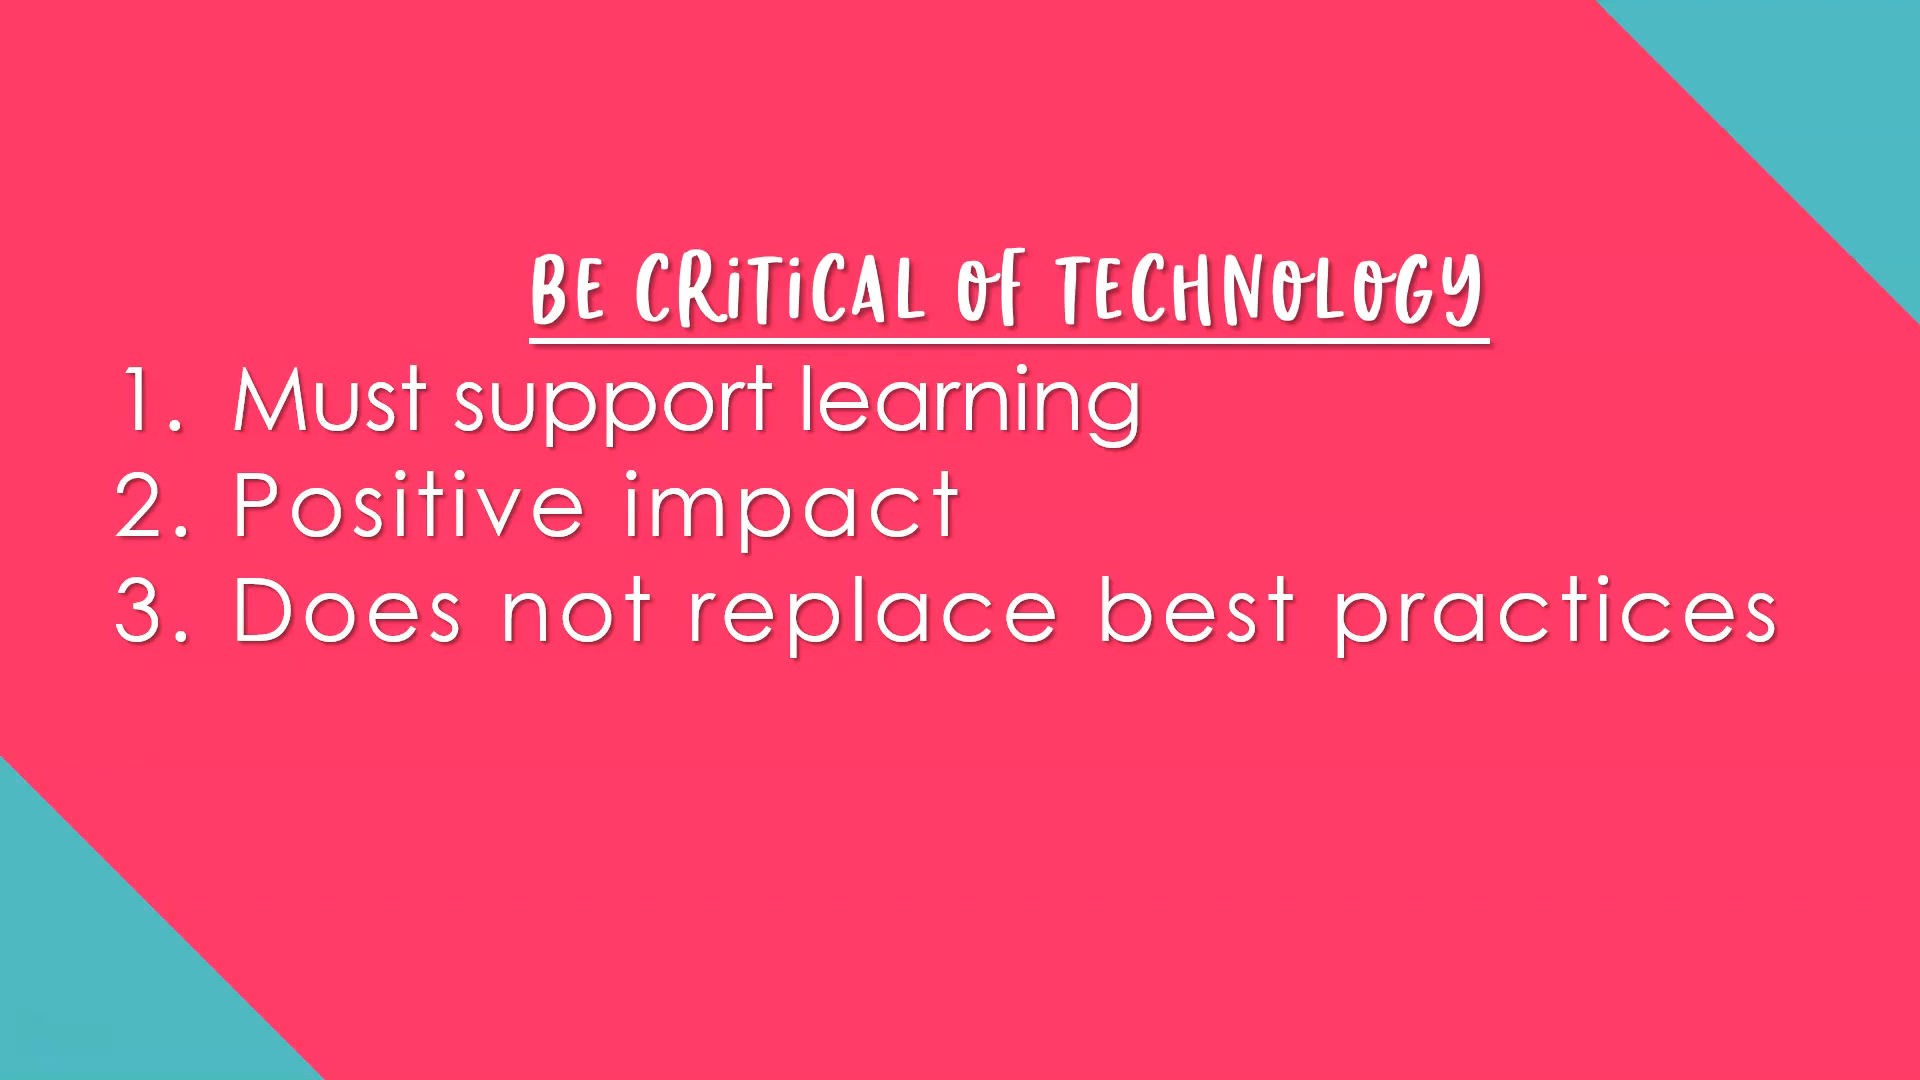 BE CRiTiCAL OF TECHNOLOGY
1. Must support learning
2. Positive impact
3. Does not replace best practices